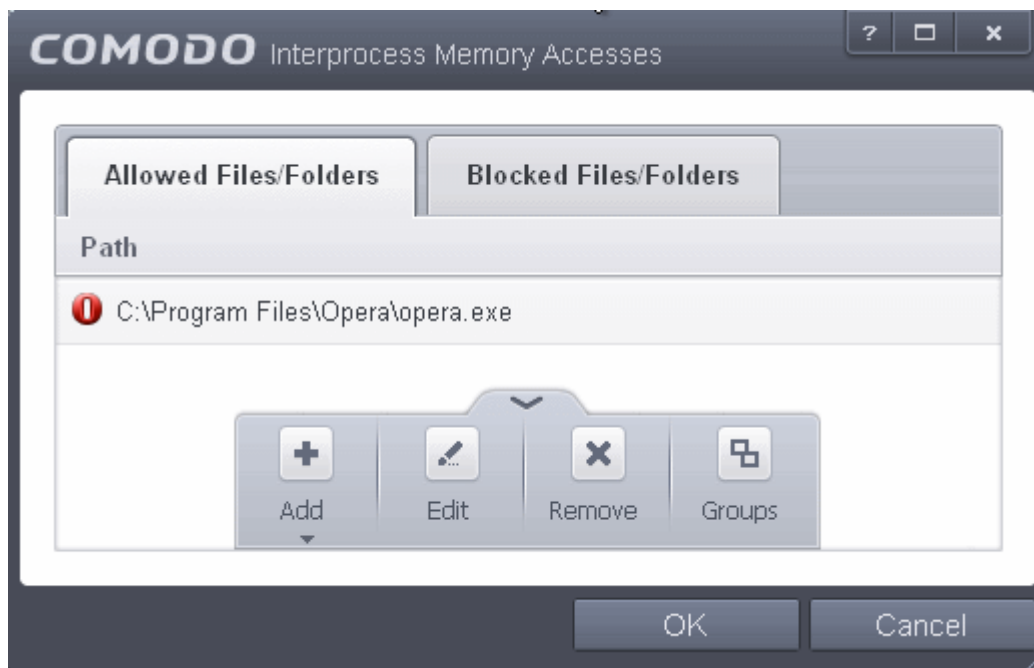 COMODO Interprocess Memory Accesses
?
Allowed Files/Folders Blocked Files/Folders
Path
C:\Program Files\Opera\opera.exe
Add Edit Remove Groups
OK Cancel